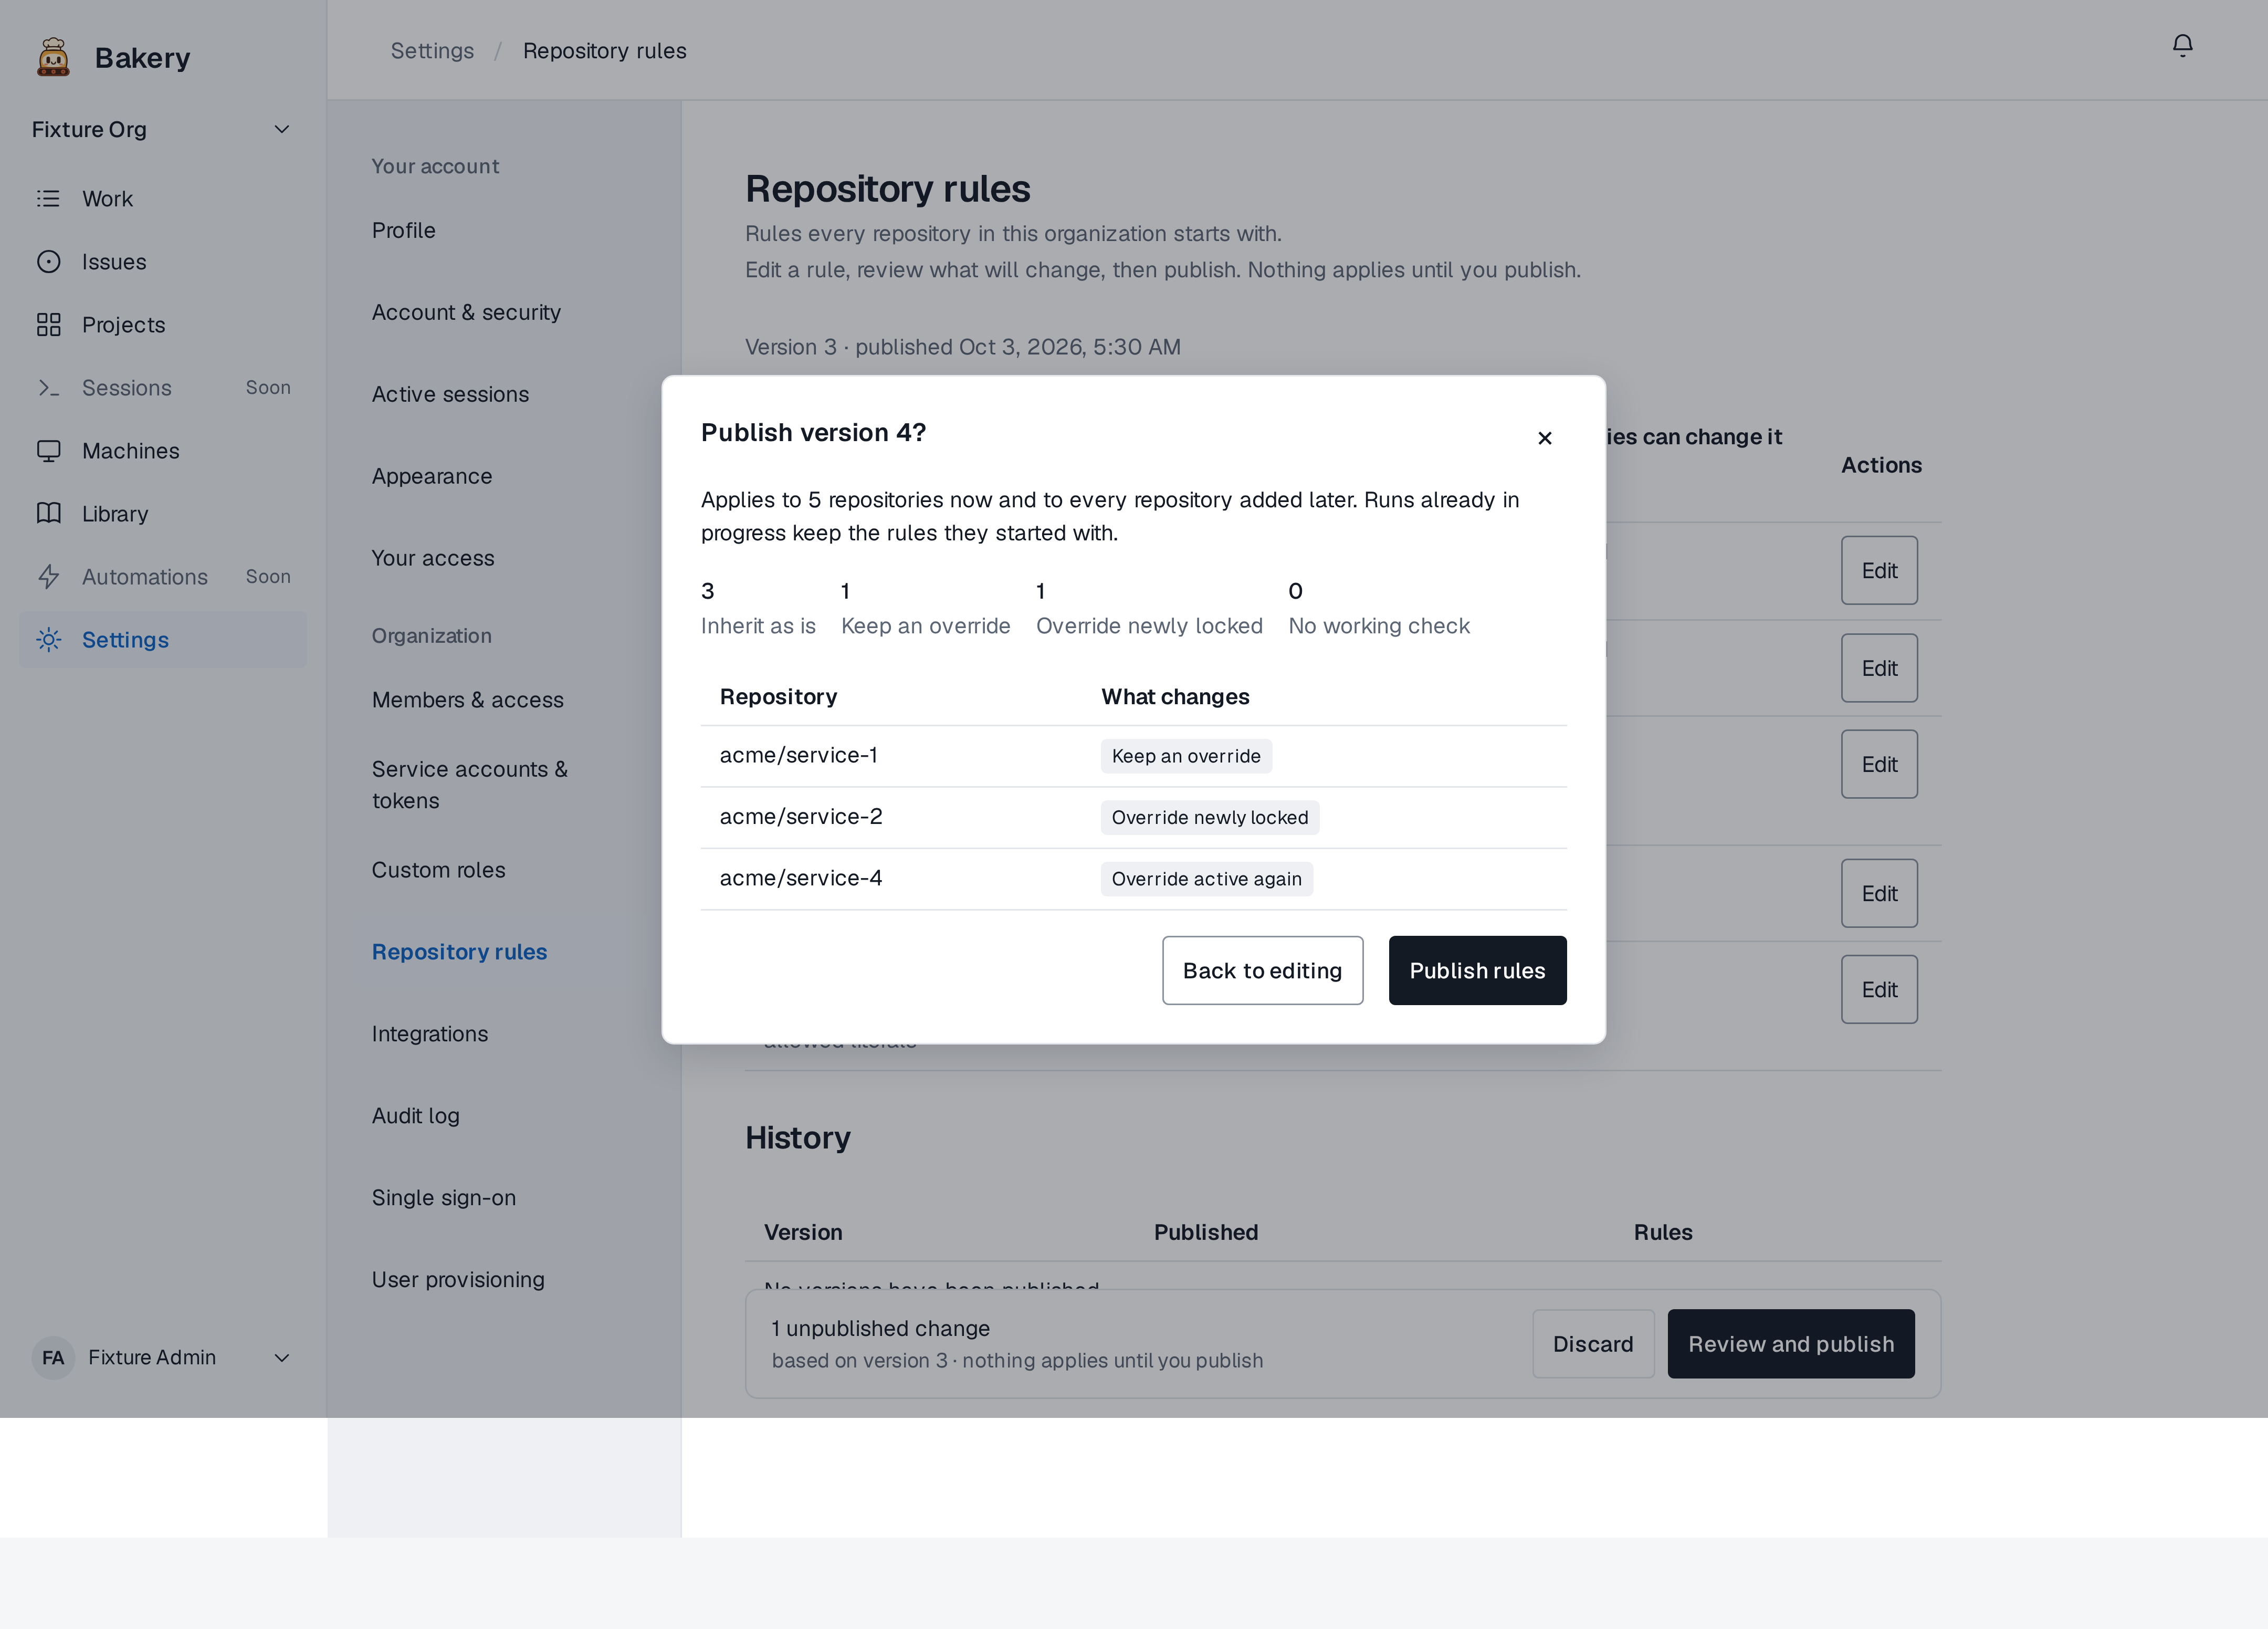 Bakery
Fixture Org
Work
Issues
Projects
Sessions Soon
Machines
Library
Automations Soon
Settings
FA Fixture Admin
Settings / Repository rules
Your account
Profile
Account & security
Active sessions
Appearance
Your access
Organization
Members & access
Service accounts &
tokens
Custom roles
Repository rules
Integrations
Audit log
Single sign-on
User provisioning
Repository rules
Rules every repository in this organization starts with.
Edit a rule, review what will change, then publish. Nothing applies until you publish.
Version 3 · published Oct 3, 2026, 5:30 AM
can change it
Actions
Edit
Edit
Edit
Edit
Edit
Publish version 4?
Applies to 5 repositories now and to every repository added later. Runs already in
progress keep the rules they started with.
3 1 1 0
Inherit as is Keep an override Override newly locked No working check
Repository What changes
acme/service-1 Keep an override
acme/service-2 Override newly locked
acme/service-4 Override active again
Back to editing Publish rules
allowed literals
History
Version Published Rules
No versions have been published
1 unpublished change
based on version 3 · nothing applies until you publish
Discard Review and publish